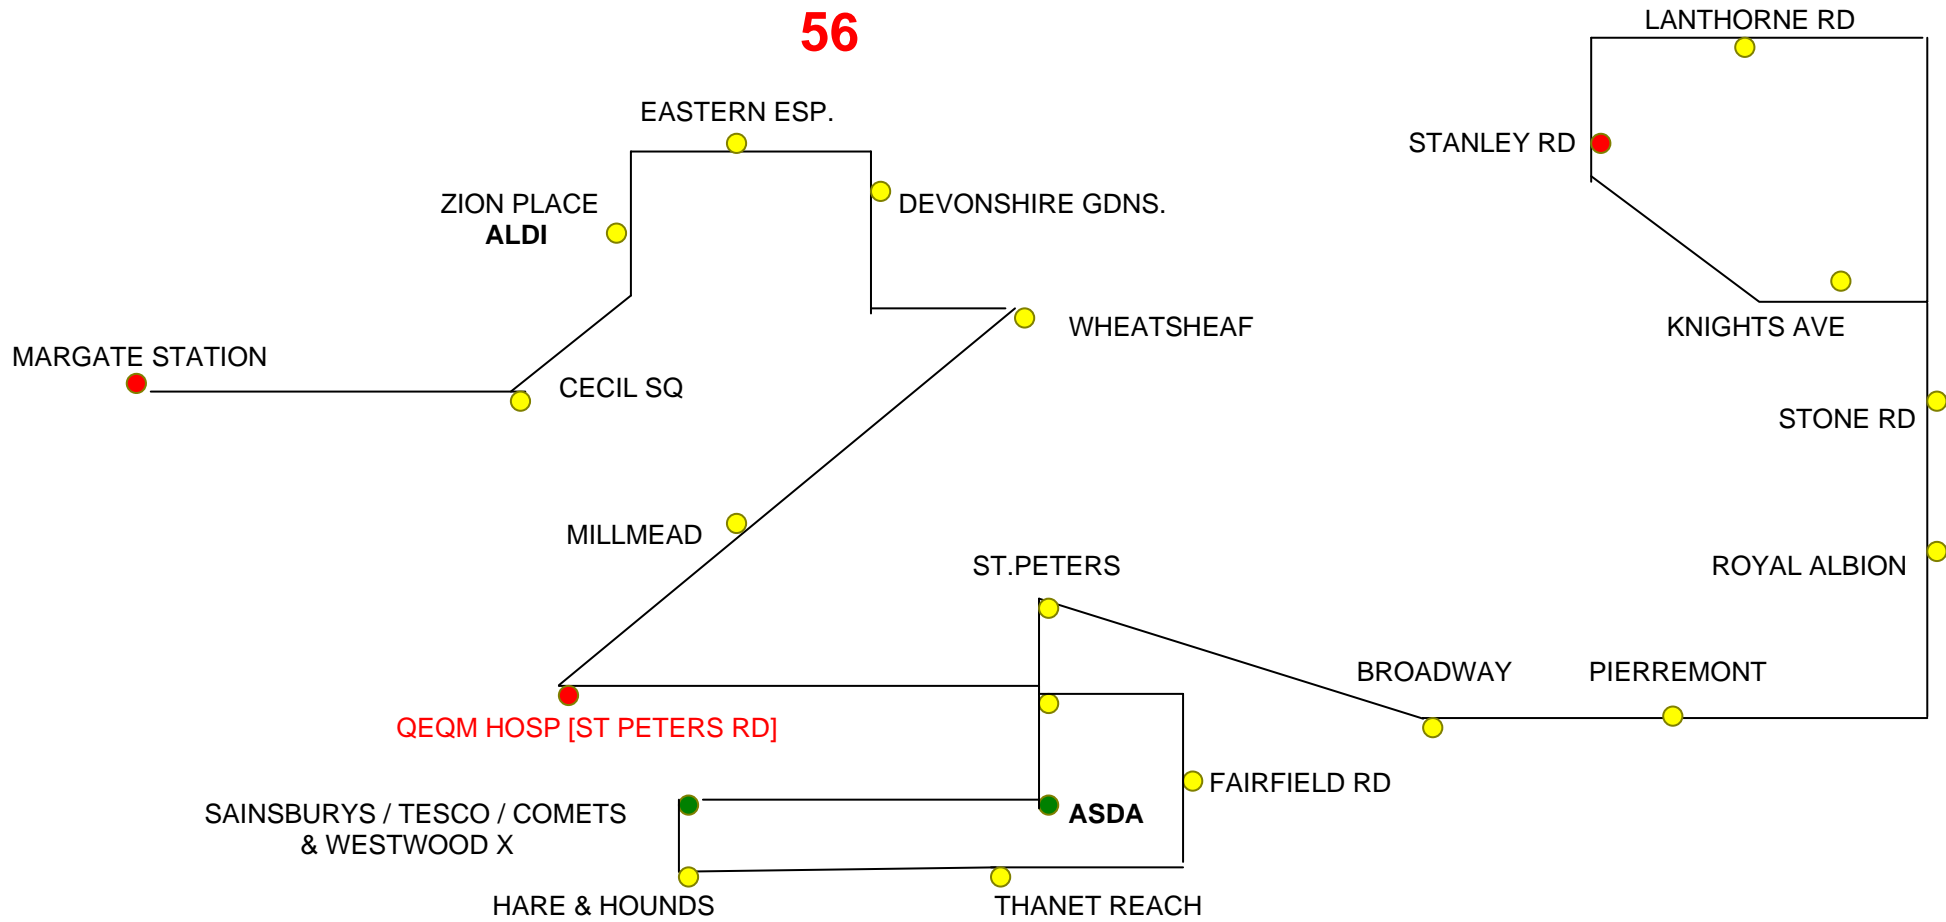 56
LANTHORNE RD
EASTERN ESP.
STANLEY RD
ZION PLACE
ALDI
DEVONSHIRE GDNS.
WHEATSHEAF
KNIGHTS AVE
MARGATE STATION
CECIL SQ
STONE RD
MILLMEAD
ST.PETERS
ROYAL ALBION
BROADWAY
PIERREMONT
QEQM HOSP [ST PETERS RD]
FAIRFIELD RD
SAINSBURYS / TESCO / COMETS
& WESTWOOD X
ASDA
HARE & HOUNDS
THANET REACH